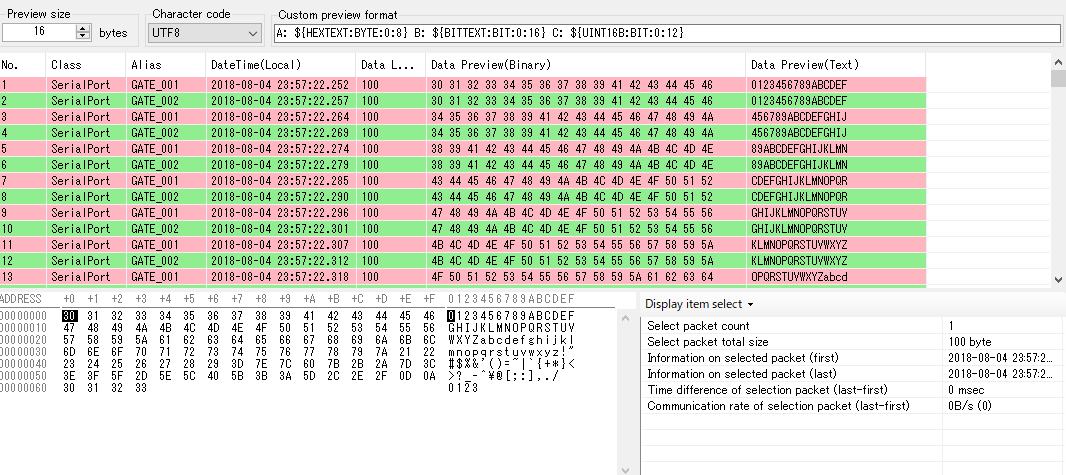 Preview size Character code Custom preview format
16 bytes UTF8 A: ${HEXTEXT:BYTE:0:8} B: ${BITTEXT:BIT:0:16} C: ${UINT16B:BIT:0:12}
No. Class Alias DateTime(Local) Data L... Data Preview(Binary) Data Preview(Text)
1 SerialPort GATE_001 2018-08-04 23:57:22.252 100 30 31 32 33 34 35 36 37 38 39 41 42 43 44 45 46 0123456789ABCDEF
2 SerialPort GATE_002 2018-08-04 23:57:22.257 100 30 31 32 33 34 35 36 37 38 39 41 42 43 44 45 46 0123456789ABCDEF
3 SerialPort GATE_001 2018-08-04 23:57:22.264 100 34 35 36 37 38 39 41 42 43 44 45 46 47 48 49 4A 456789ABCDEFGHIJ
4 SerialPort GATE_002 2018-08-04 23:57:22.269 100 34 35 36 37 38 39 41 42 43 44 45 46 47 48 49 4A 456789ABCDEFGHIJ
5 SerialPort GATE_001 2018-08-04 23:57:22.274 100 38 39 41 42 43 44 45 46 47 48 49 4A 4B 4C 4D 4E 89ABCDEFGHIJKLMN
6 SerialPort GATE_002 2018-08-04 23:57:22.279 100 38 39 41 42 43 44 45 46 47 48 49 4A 4B 4C 4D 4E 89ABCDEFGHIJKLMN
7 SerialPort GATE_001 2018-08-04 23:57:22.285 100 43 44 45 46 47 48 49 4A 4B 4C 4D 4E 4F 50 51 52 CDEFGHIJKLMNOPQR
8 SerialPort GATE_002 2018-08-04 23:57:22.290 100 43 44 45 46 47 48 49 4A 4B 4C 4D 4E 4F 50 51 52 CDEFGHIJKLMNOPQR
9 SerialPort GATE_001 2018-08-04 23:57:22.296 100 47 48 49 4A 4B 4C 4D 4E 4F 50 51 52 53 54 55 56 GHIJKLMNOPQRSTUV
10 SerialPort GATE_002 2018-08-04 23:57:22.301 100 47 48 49 4A 4B 4C 4D 4E 4F 50 51 52 53 54 55 56 GHIJKLMNOPQRSTUV
11 SerialPort GATE_001 2018-08-04 23:57:22.307 100 4B 4C 4D 4E 4F 50 51 52 53 54 55 56 57 58 59 5A KLMNOPQRSTUVWXYZ
12 SerialPort GATE_002 2018-08-04 23:57:22.312 100 4B 4C 4D 4E 4F 50 51 52 53 54 55 56 57 58 59 5A KLMNOPQRSTUVWXYZ
13 SerialPort GATE_001 2018-08-04 23:57:22.318 100 4F 50 51 52 53 54 55 56 57 58 59 5A 61 62 63 64 OPQRSTUVWXYZabcd
ADDRESS +0 +1 +2 +3 +4 +5 +6 +7 +8 +9 +A +B +C +D +E +F 0123456789ABCDEF
00000000 30 31 32 33 34 35 36 37 38 39 41 42 43 44 45 46 0123456789ABCDEF
00000010 47 48 49 4A 4B 4C 4D 4E 4F 50 51 52 53 54 55 56 GHIJKLMNOPQRSTUV
00000020 57 58 59 5A 61 62 63 64 65 66 67 68 69 6A 6B 6C WXYZabcdefghijkl
00000030 6D 6E 6F 70 71 72 73 74 75 76 77 78 79 7A 21 22 mnopqrstuvwxyz!"
00000040 23 24 25 26 27 28 29 3D 7E 7C 60 7B 2B 2A 7D 3C #$%&'()=~|`{+*}<
00000050 3E 3F 5F 2D 5E 5C 40 5B 3B 3A 5D 2C 2E 2F 0D 0A >?_-^¥@[;:],./
00000060 30 31 32 33 0123
Display item select
Select packet count 1
Select packet total size 100 byte
Information on selected packet (first) 2018-08-04 23:57:2...
Information on selected packet (last) 2018-08-04 23:57:2...
Time difference of selection packet (last-first) 0 msec
Communication rate of selection packet (last-first) 0B/s (0)